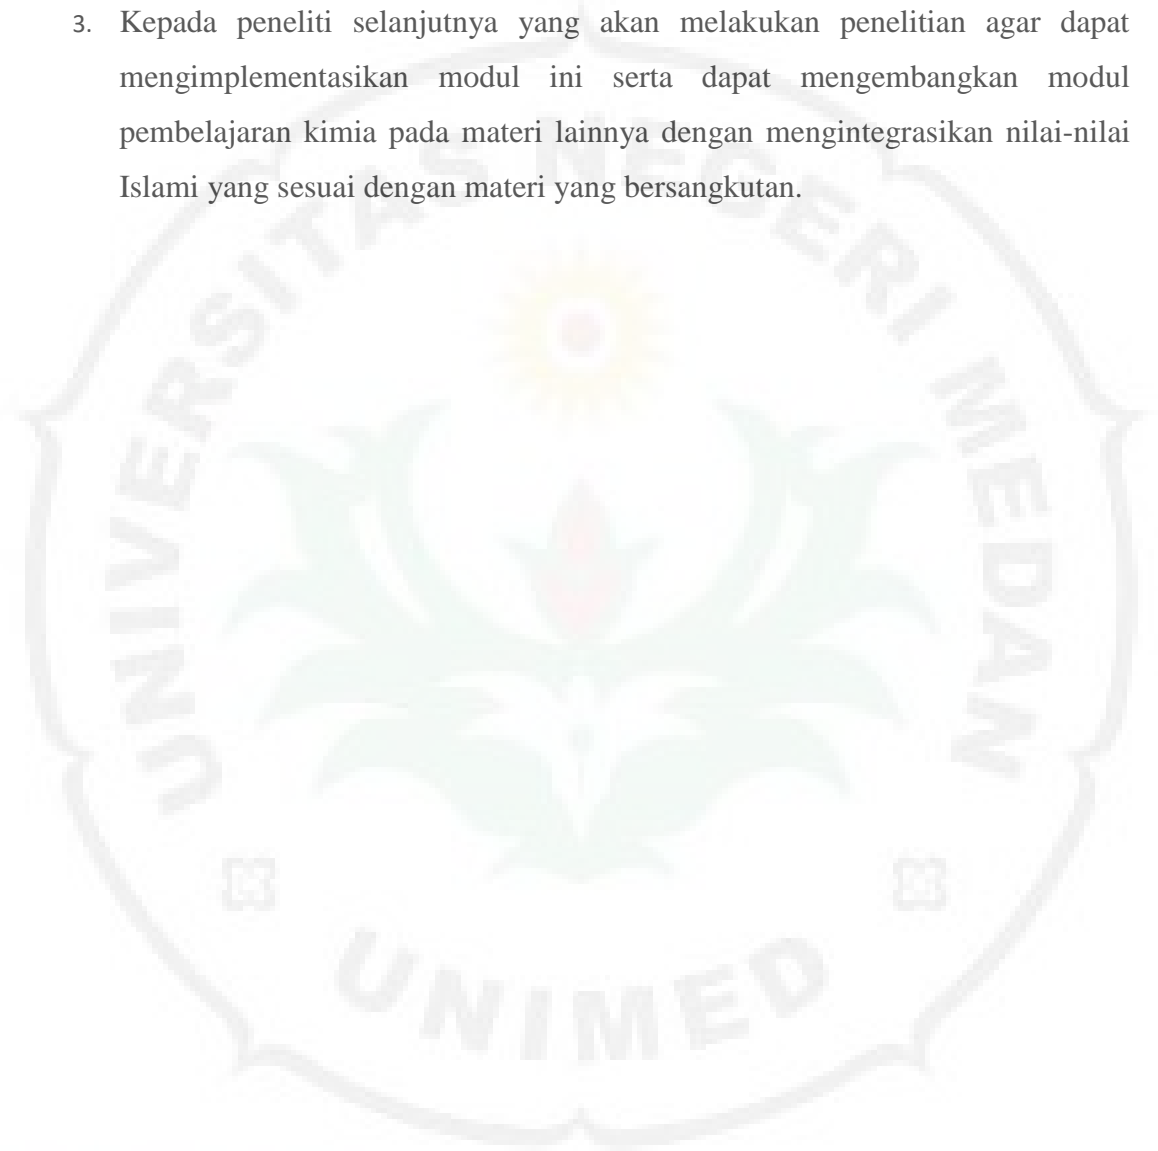 3. Kepada peneliti selanjutnya yang akan melakukan penelitian agar dapat
mengimplementasikan modul ini serta dapat mengembangkan modul
pembelajaran kimia pada materi lainnya dengan mengintegrasikan nilai-nilai
Islami yang sesuai dengan materi yang bersangkutan.
UNIVERSITAS NEGERI MEDAN
UNIMED